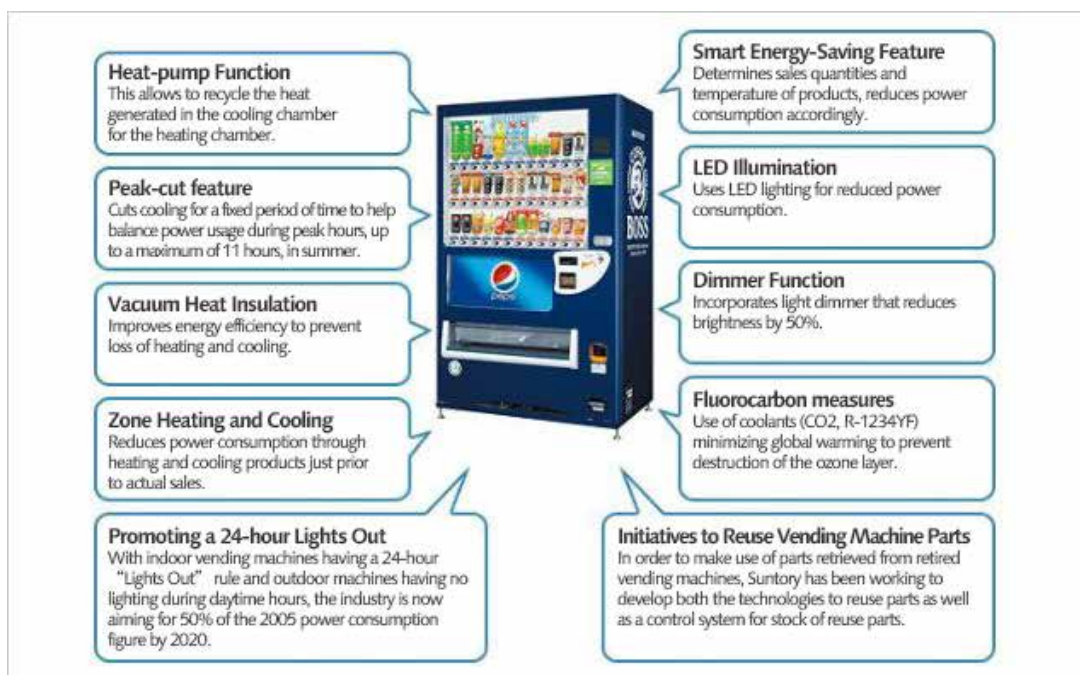 Heat-pump Function
This allows to recycle the heat
generated in the cooling chamber
for the heating chamber.
Peak-cut feature
Cuts cooling for a fixed period of time to help
balance power usage during peak hours, up
to a maximum of 11 hours, in summer.
Vacuum Heat Insulation
Improves energy efficiency to prevent
loss of heating and cooling.
Zone Heating and Cooling
Reduces power consumption through
heating and cooling products just prior
to actual sales.
Promoting a 24-hour Lights Out
With indoor vending machines having a 24-hour
“Lights Out” rule and outdoor machines having no
lighting during daytime hours, the industry is now
aiming for 50% of the 2005 power consumption
figure by 2020.
BOSS
pepsi
Smart Energy-Saving Feature
Determines sales quantities and
temperature of products, reduces power
consumption accordingly.
LED Illumination
Uses LED lighting for reduced power
consumption.
Dimmer Function
Incorporates light dimmer that reduces
brightness by 50%.
Fluorocarbon measures
Use of coolants (CO2, R-1234YF)
minimizing global warming to prevent
destruction of the ozone layer.
Initiatives to Reuse Vending Machine Parts
In order to make use of parts retrieved from retired
vending machines, Suntory has been working to
develop both the technologies to reuse parts as well
as a control system for stock of reuse parts.